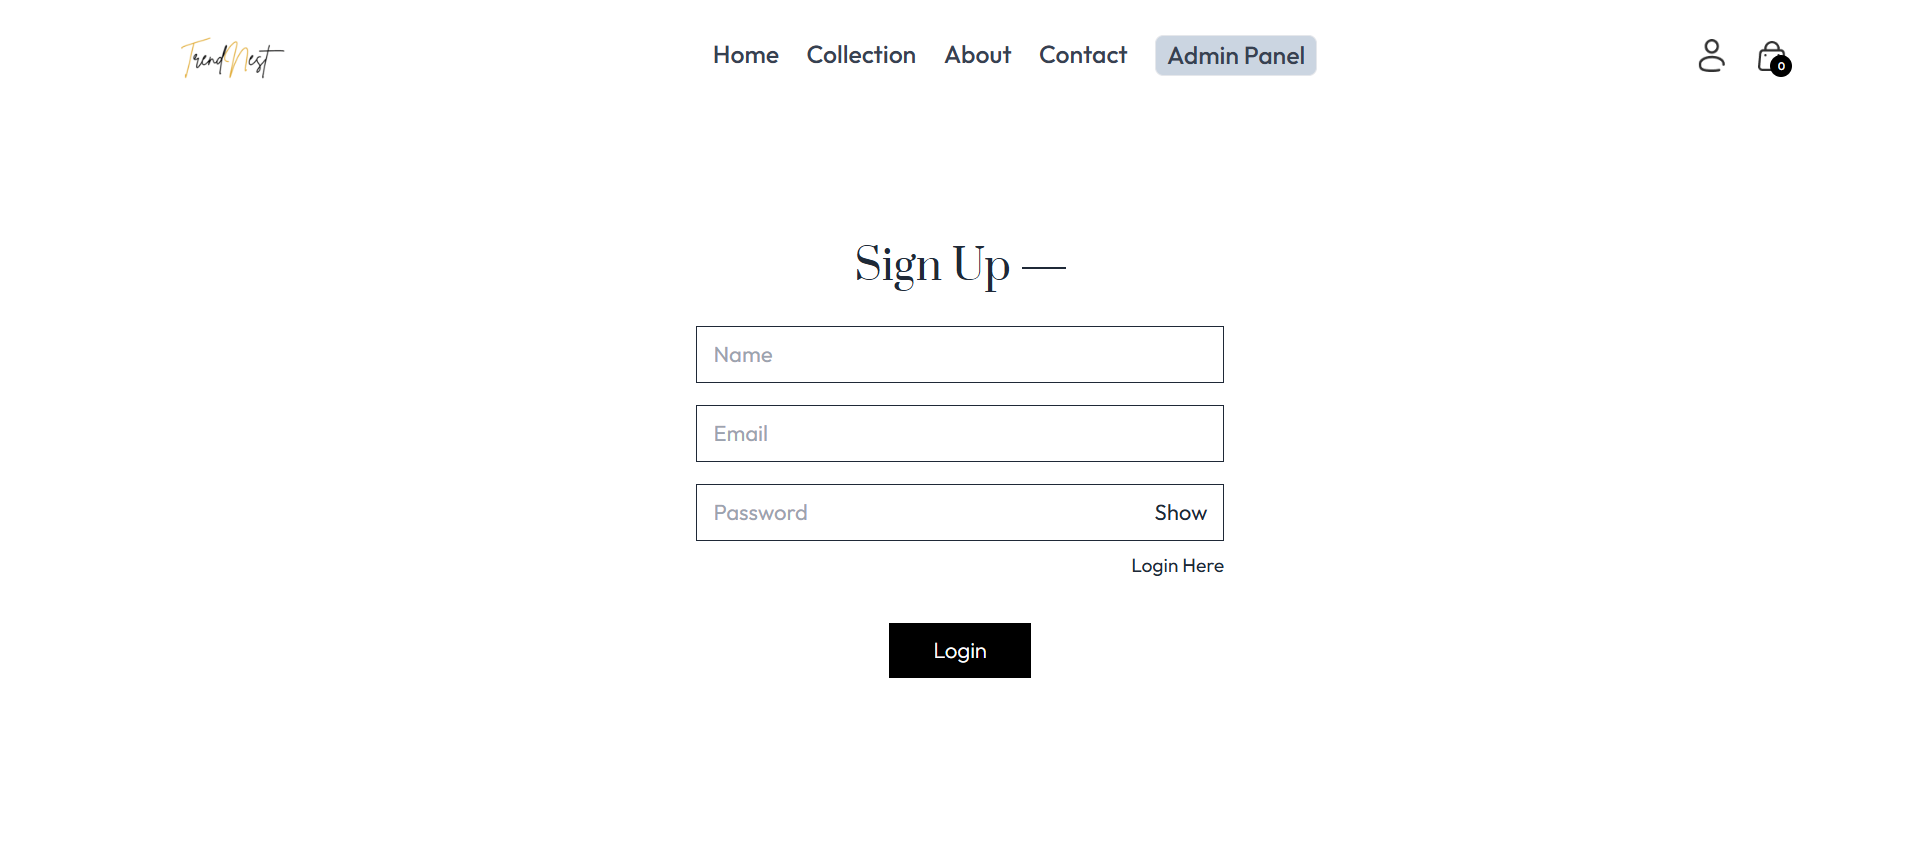 TrendNest
Home Collection About Contact Admin Panel
0
Sign Up —
Name
Email
Password Show
Login Here
Login